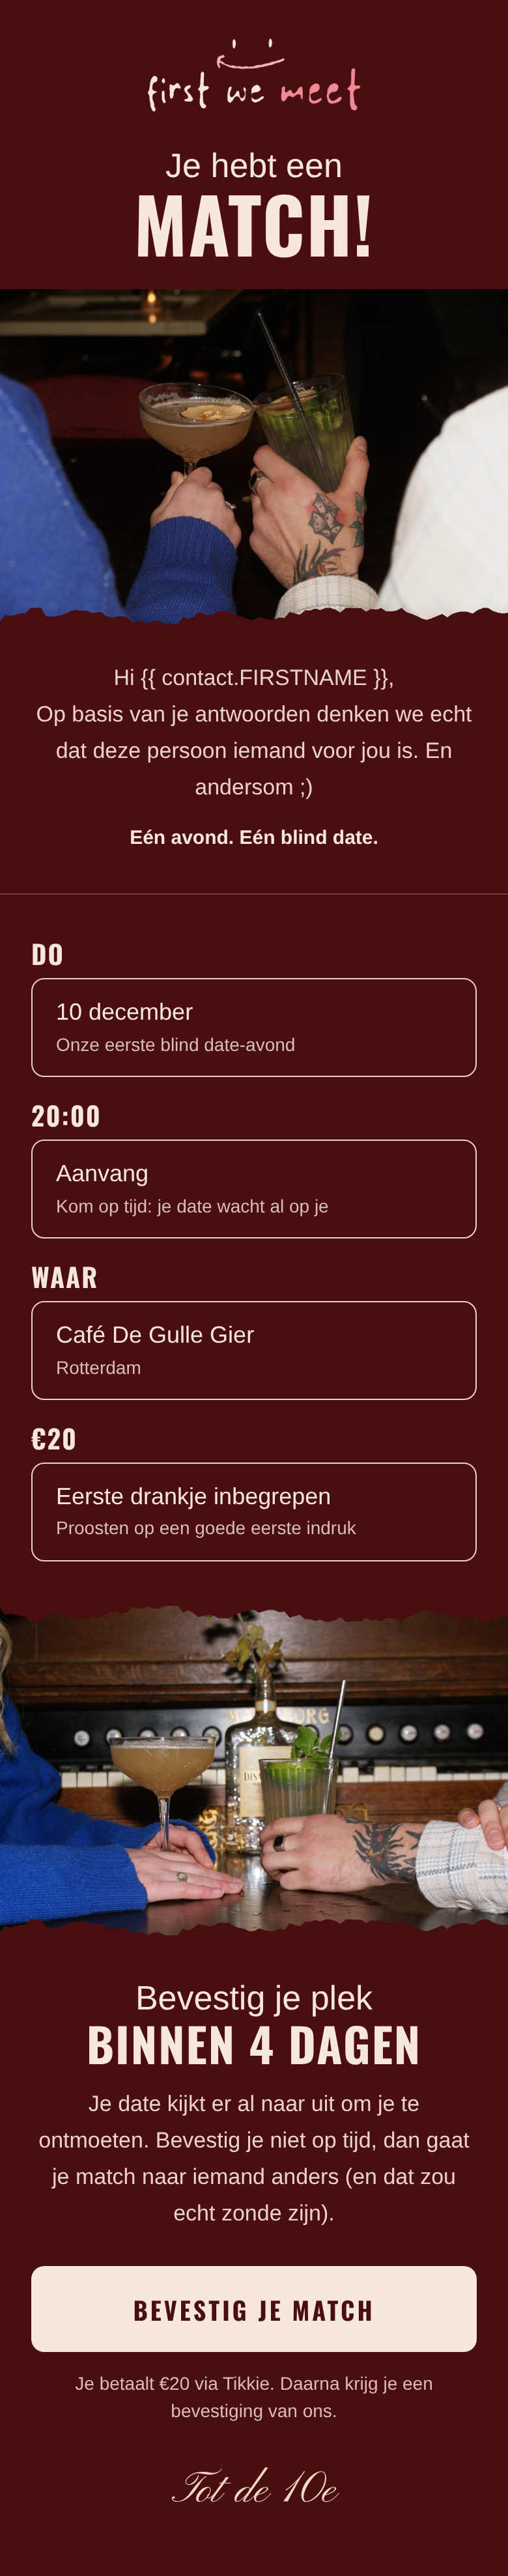 first we meet
Je hebt een
MATCH!
Hi {{ contact.FIRSTNAME }},
Op basis van je antwoorden denken we echt
dat deze persoon iemand voor jou is. En
andersom ;)
Eén avond. Eén blind date.
DO
10 december
Onze eerste blind date-avond
20:00
Aanvang
Kom op tijd: je date wacht al op je
WAAR
Café De Gulle Gier
Rotterdam
€20
Eerste drankje inbegrepen
Proosten op een goede eerste indruk
Bevestig je plek
BINNEN 4 DAGEN
Je date kijkt er al naar uit om je te
ontmoeten. Bevestig je niet op tijd, dan gaat
je match naar iemand anders (en dat zou
echt zonde zijn).
BEVESTIG JE MATCH
Je betaalt €20 via Tikkie. Daarna krijg je een
bevestiging van ons.
Tot de 10e